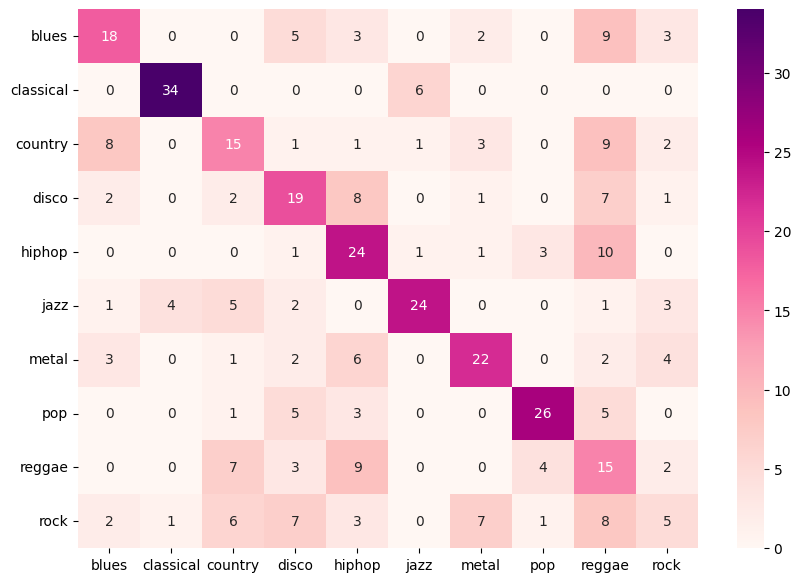 blues 18 0 0 5 3 0 2 0 9 3
classical 0 34 0 0 0 6 0 0 0 0
country 8 0 15 1 1 1 3 0 9 2
disco 2 0 2 19 8 0 1 0 7 1
hiphop 0 0 0 1 24 1 1 3 10 0
jazz 1 4 5 2 0 24 0 0 1 3
metal 3 0 1 2 6 0 22 0 2 4
pop 0 0 1 5 3 0 0 26 5 0
reggae 0 0 7 3 9 0 0 4 15 2
rock 2 1 6 7 3 0 7 1 8 5
blues classical country disco hiphop jazz metal pop reggae rock
30
25
20
15
10
5
0